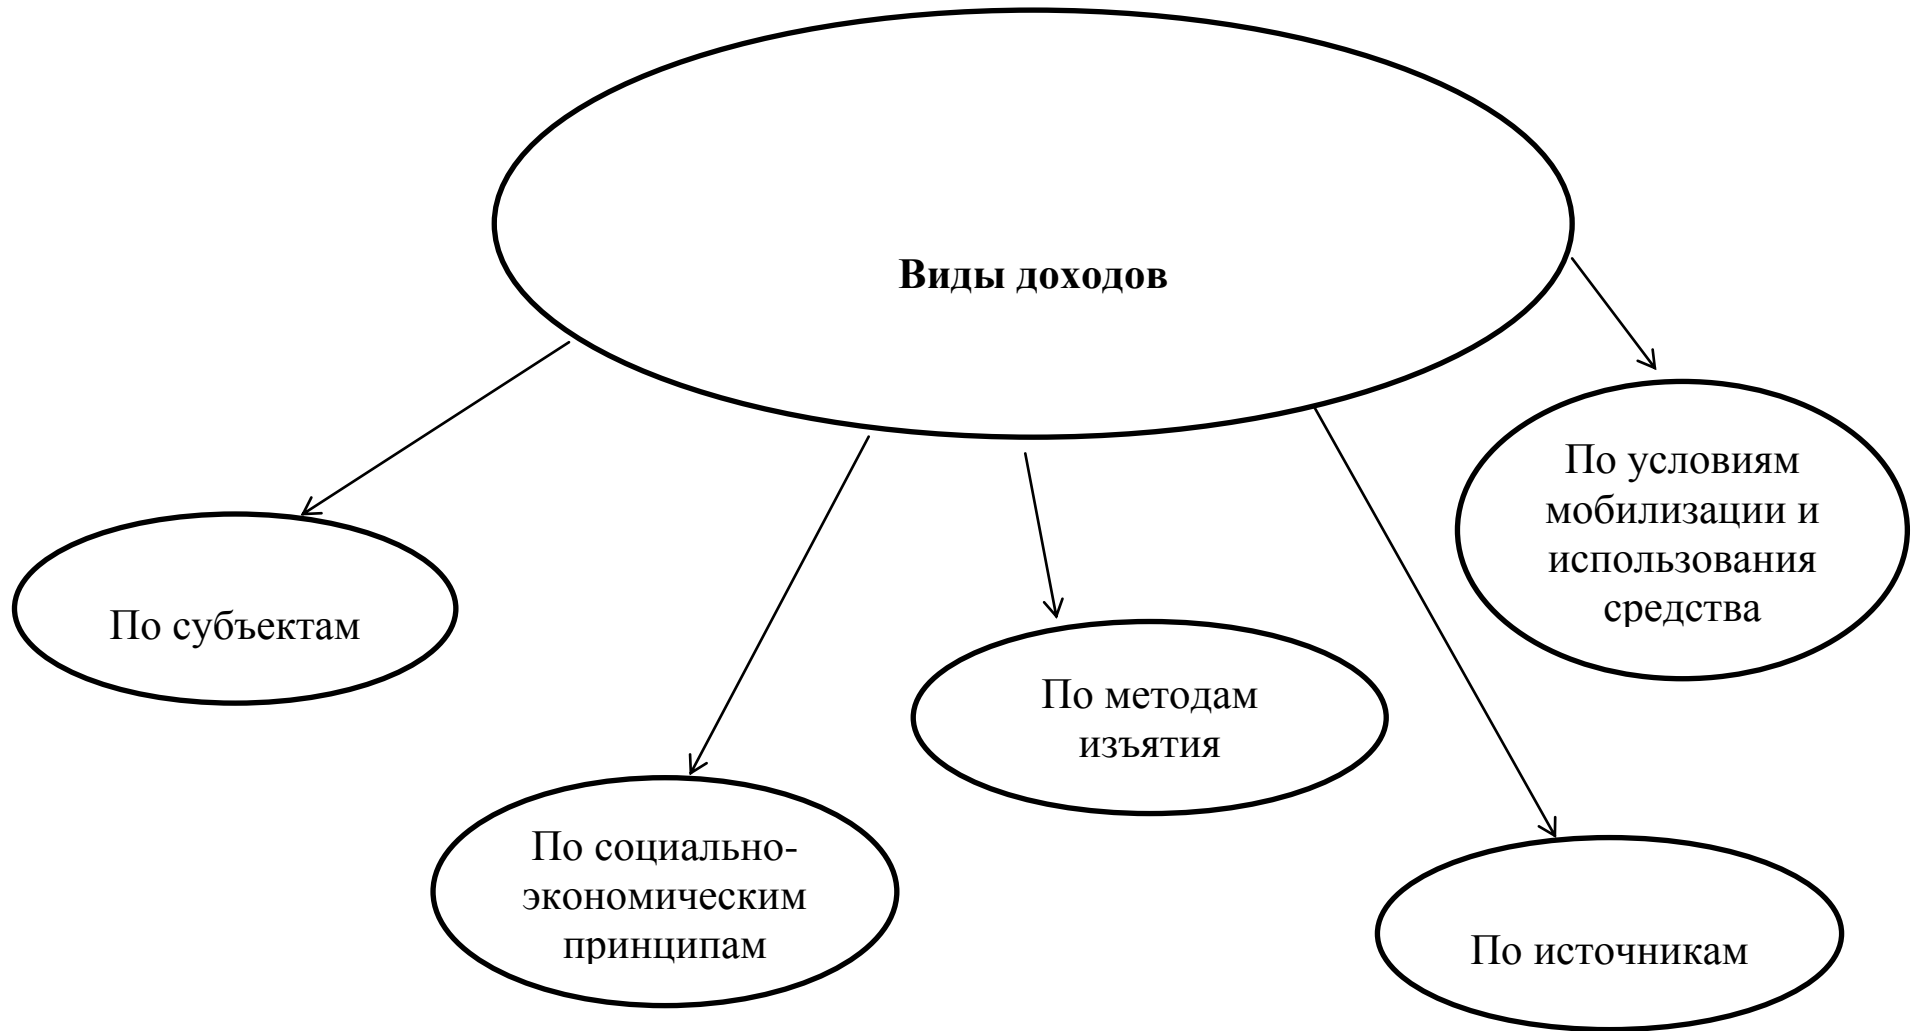 Виды доходов
По условиям
мобилизации и
использования
средства
По субъектам
По методам
изъятия
По социально-
экономическим
принципам
По источникам